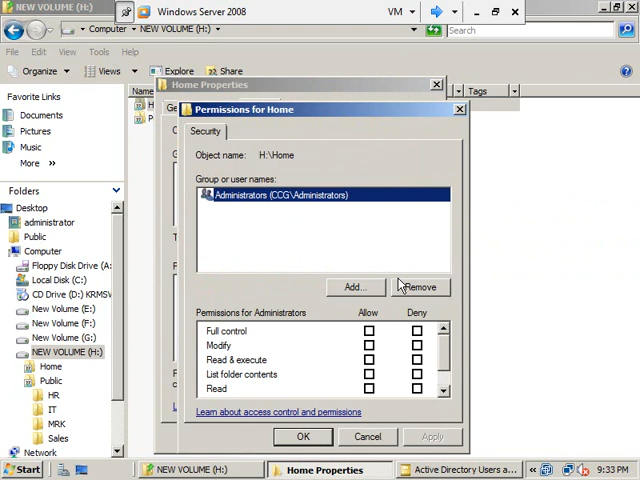 NEW VOLUME (H:)
Windows Server 2008
VM
Computer
NEW VOLUME (H:)
Search
File
Edit
View
Tools
Help
Organize
Views
Explore
Share
Favorite Links
Documents
Pictures
Music
More »
Folders
Desktop
administrator
Public
Computer
Floppy Disk Drive (A:
Local Disk (C:)
CD Drive (D:) KRMS
New Volume (E:)
New Volume (F:)
New Volume (G:)
NEW VOLUME (H:)
Home
Public
HR
IT
MRK
Sales
Network
Tags
Home Properties
Ge
Permissions for Home
Security
Object name: H:\Home
Group or user names:
Administrators (CCG\Administrators)
Add...
Remove
Permissions for Administrators
Allow
Deny
Full control
Modify
Read & execute
List folder contents
Read
Learn about access control and permissions
OK
Cancel
Apply
Start
NEW VOLUME (H:)
Home Properties
Active Directory Users a...
9:33 PM